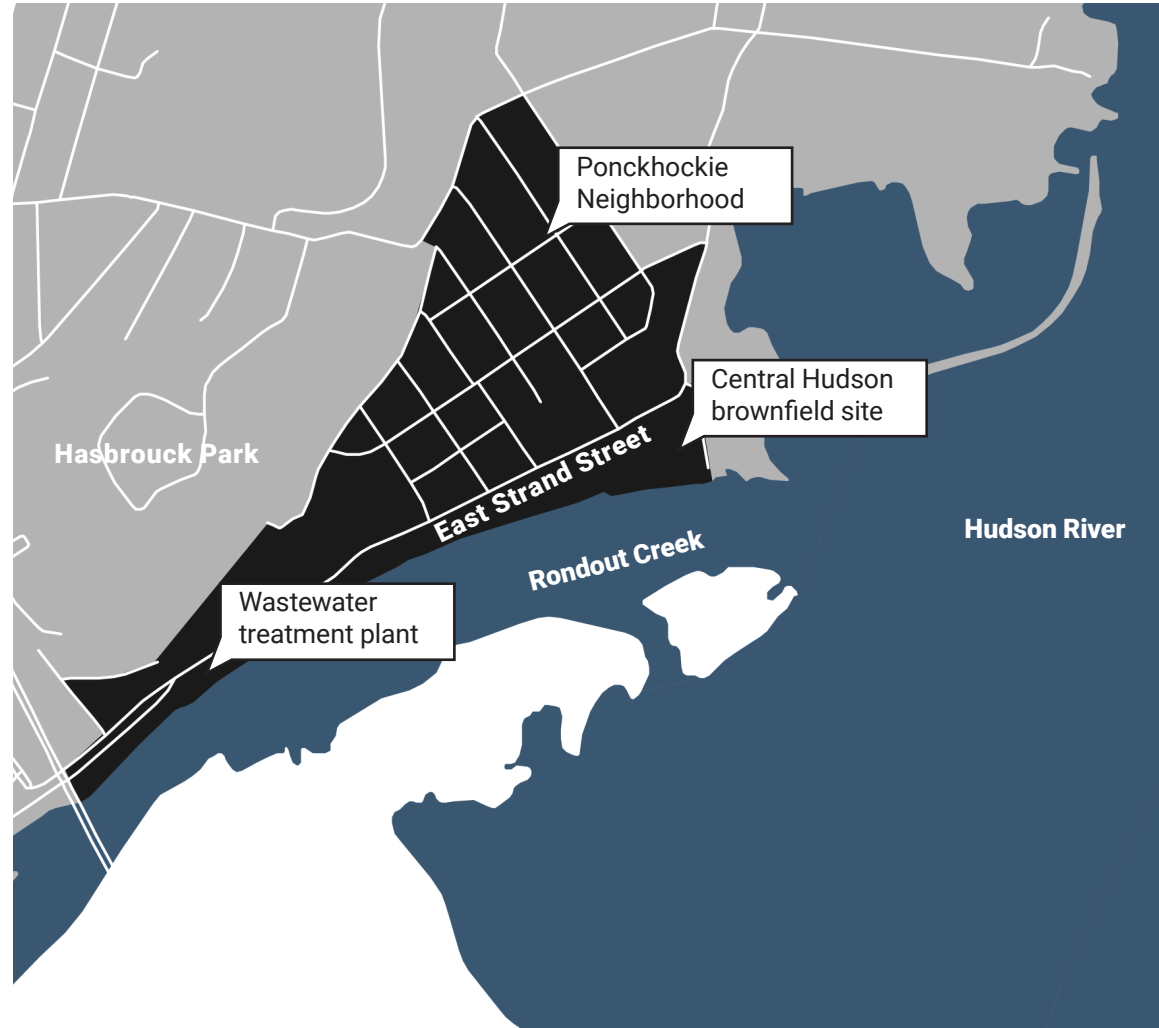 Ponckhockie
Neighborhood
Central Hudson
brownfield site
Hasbrouck Park
East Strand Street
Hudson River
Rondout Creek
Wastewater
treatment plant